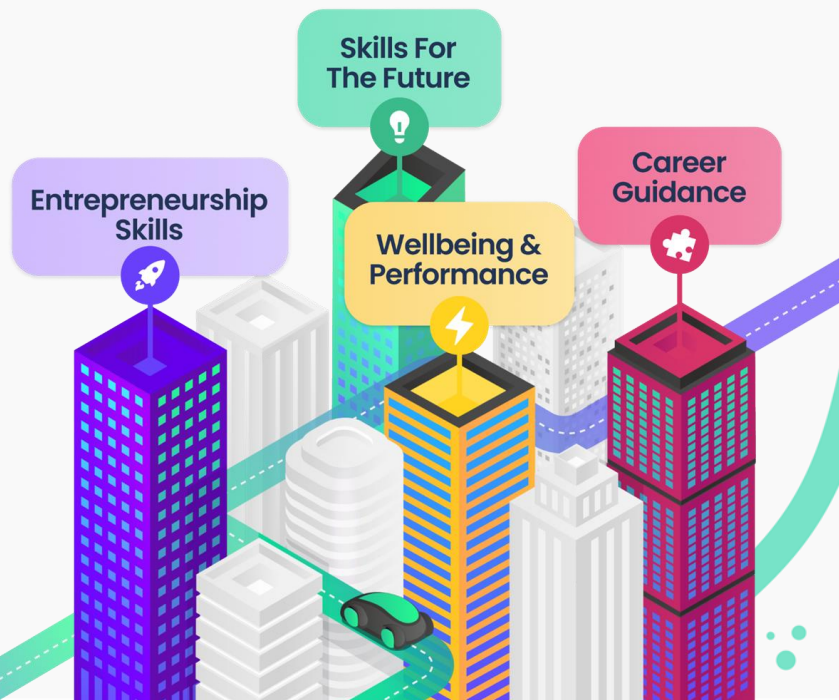 Skills For
The Future
Entrepreneurship
Skills
Career
Guidance
Wellbeing &
Performance